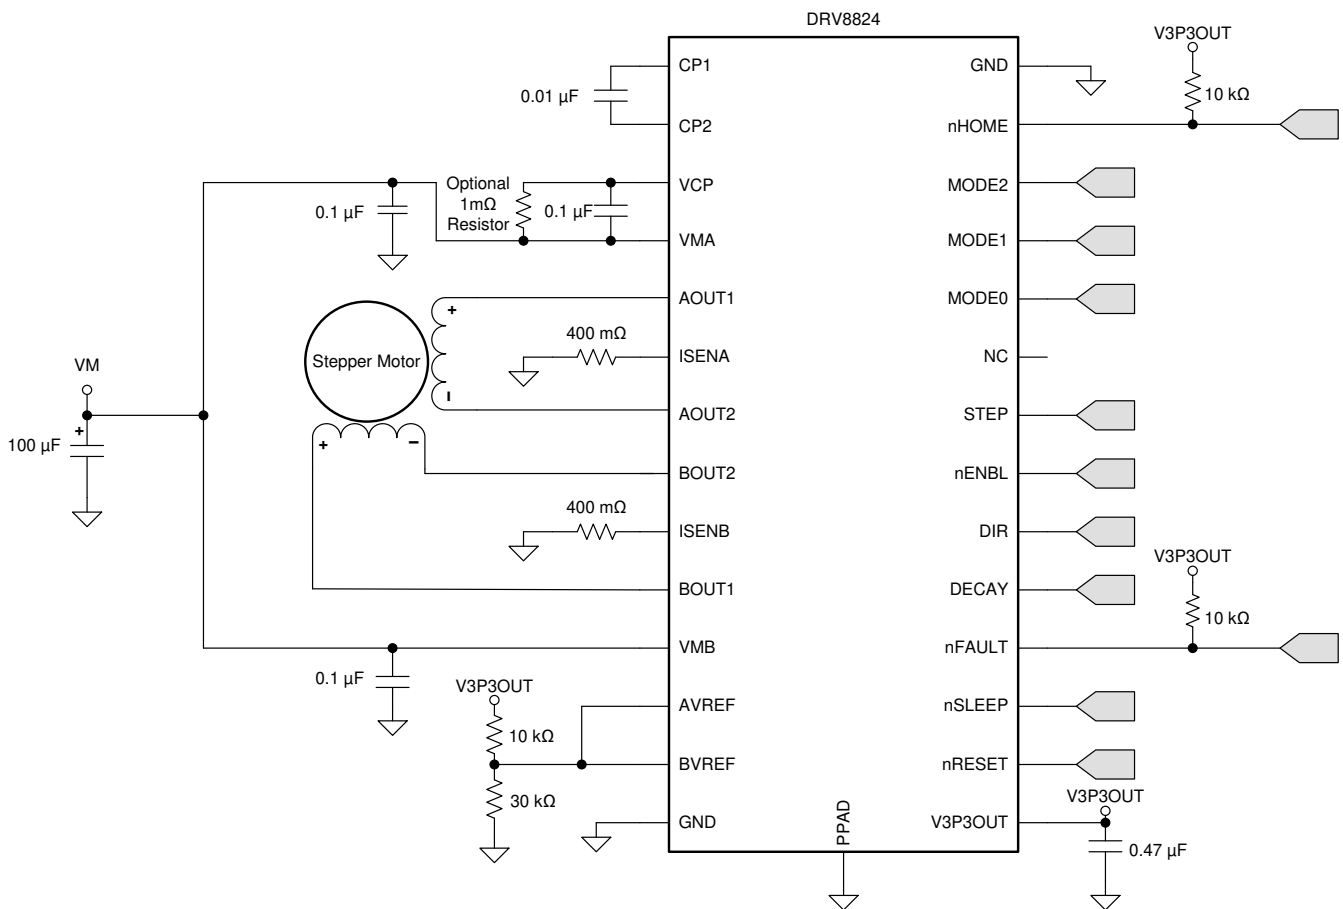 DRV8824
V3P3OUT
CP1
GND
10 kΩ
0.01 µF
CP2
nHOME
Optional
1mΩ
Resistor
VCP
MODE2
0.1 µF
0.1 µF
VMA
MODE1
AOUT1
MODE0
+
400 mΩ
Stepper Motor
ISENA
NC
VM
–
AOUT2
STEP
+
100 µF
+
–
BOUT2
nENBL
400 mΩ
ISENB
DIR
V3P3OUT
BOUT1
DECAY
10 kΩ
VMB
nFAULT
0.1 µF
V3P3OUT
AVREF
nSLEEP
10 kΩ
BVREF
nRESET
V3P3OUT
30 kΩ
GND
PPAD
V3P3OUT
0.47 µF